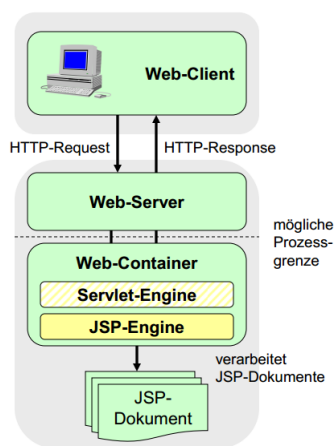 Web-Client
HTTP-Request
HTTP-Response
Web-Server
mögliche
Prozess-
grenze
Web-Container
Servlet-Engine
JSP-Engine
verarbeitet
JSP-Dokumente
JSP-
Dokument